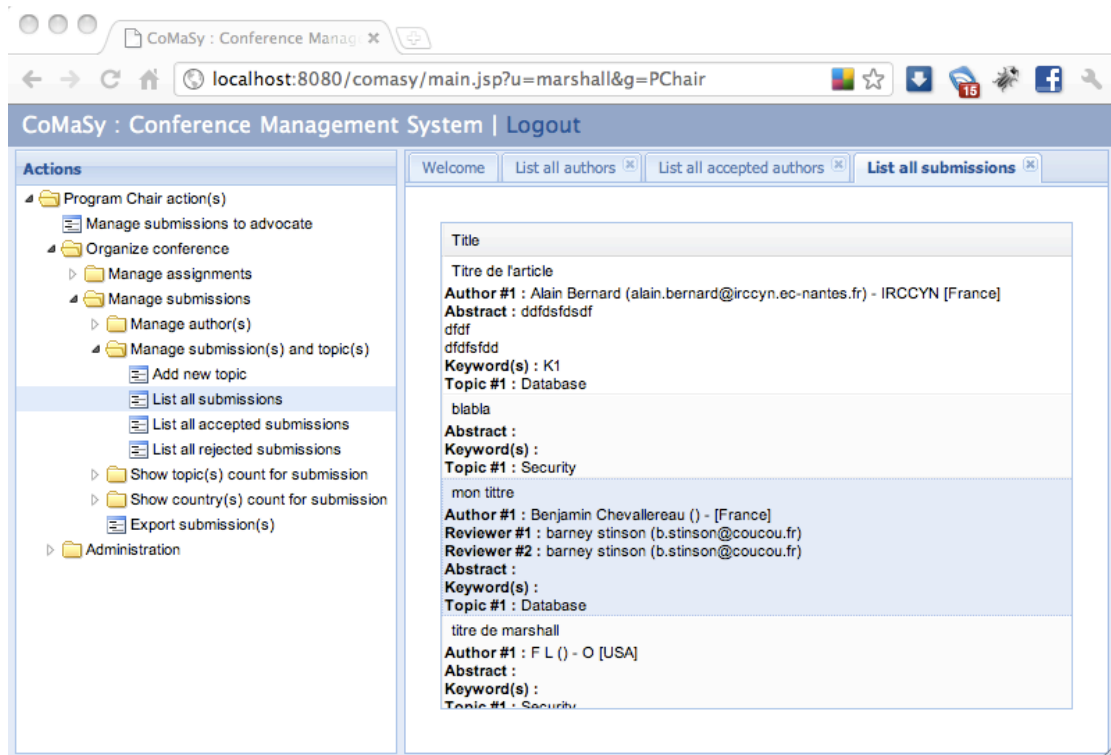 CoMaSy : Conference Manag
localhost:8080/comasy/main.jsp?u=marshall&g=PChair
15
CoMaSy : Conference Management System | Logout
Actions
Program Chair action(s)
Manage submissions to advocate
Organize conference
Manage assignments
Manage submissions
Manage author(s)
Manage submission(s) and topic(s)
Add new topic
List all submissions
List all accepted submissions
List all rejected submissions
Show topic(s) count for submission
Show country(s) count for submission
Export submission(s)
Administration
Welcome
List all authors
List all accepted authors
List all submissions
Title
Titre de l'article
Author #1 : Alain Bernard (alain.bernard@irccyn.ec-nantes.fr) - IRCCYN [France]
Abstract : ddfdsfdsdf
dfdf
dfdfsfdd
Keyword(s) : K1
Topic #1 : Database
blabla
Abstract :
Keyword(s) :
Topic #1 : Security
mon tittre
Author #1 : Benjamin Chevallereau () - [France]
Reviewer #1 : barney stinson (b.stinson@coucou.fr)
Reviewer #2 : barney stinson (b.stinson@coucou.fr)
Abstract :
Keyword(s) :
Topic #1 : Database
titre de marshall
Author #1 : F L () - O [USA]
Abstract :
Keyword(s) :
Topic #1 : Security